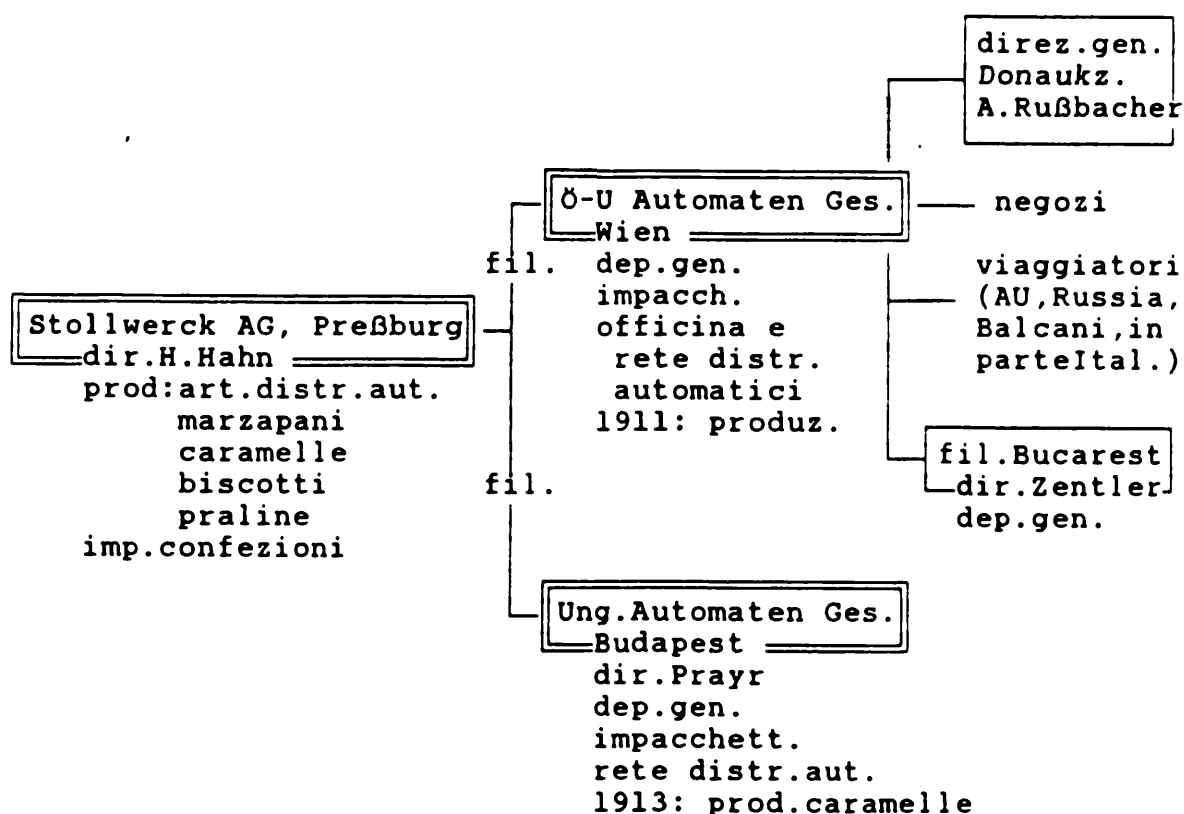 direz.gen.
Donaukz.
A.Rußbacher
Ö-U Automaten Ges.
Wien
dep.gen.
impacch.
officina e
rete distr.
automatici
1911: produz.
negozi
viaggiatori
(AU,Russia,
Balcani,in
parteItal.)
fil.
Stollwerck AG, Preßburg
dir.H.Hahn
prod:art.distr.aut.
marzapani
caramelle
biscotti
praline
imp.confezioni
fil.
fil.Bucarest
dir.Zentler
dep.gen.
Ung.Automaten Ges.
Budapest
dir.Prayr
dep.gen.
impacchett.
rete distr.aut.
1913: prod.caramelle